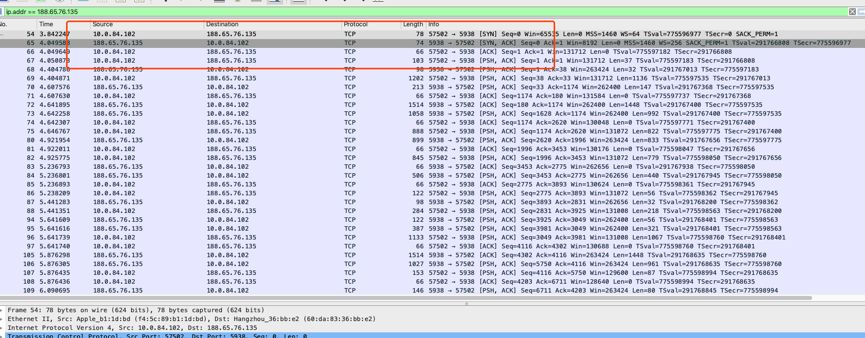 ip.addr == 188.65.76.135
No. Time Source Destination Protocol Length Info
54 3.842247 10.0.84.102 188.65.76.135 TCP 78 57502 → 5938 [SYN] Seq=0 Win=65535 Len=0 MSS=1460 WS=64 TSval=775596977 TSecr=0 SACK_PERM=1
65 4.049588 188.65.76.135 10.0.84.102 TCP 74 5938 → 57502 [SYN, ACK] Seq=0 Ack=1 Win=8192 Len=0 MSS=1460 WS=256 SACK_PERM=1 TSval=291766808 TSecr=775596977
66 4.049649 10.0.84.102 188.65.76.135 TCP 66 57502 → 5938 [ACK] Seq=1 Ack=1 Win=131712 Len=0 TSval=775597182 TSecr=291766808
67 4.050878 10.0.84.102 188.65.76.135 TCP 103 57502 → 5938 [PSH, ACK] Seq=1 Ack=1 Win=131712 Len=37 TSval=775597183 TSecr=291766808
68 4.404780 188.65.76.135 10.0.84.102 TCP 98 5938 → 57502 [PSH, ACK] Seq=1 Ack=38 Win=263424 Len=32 TSval=291767013 TSecr=775597183
69 4.404871 10.0.84.102 188.65.76.135 TCP 1202 57502 → 5938 [PSH, ACK] Seq=38 Ack=33 Win=131712 Len=1136 TSval=775597535 TSecr=291767013
70 4.607576 188.65.76.135 10.0.84.102 TCP 213 5938 → 57502 [PSH, ACK] Seq=33 Ack=1174 Win=262400 Len=147 TSval=291767368 TSecr=775597535
71 4.607630 10.0.84.102 188.65.76.135 TCP 66 57502 → 5938 [ACK] Seq=1174 Ack=180 Win=131584 Len=0 TSval=775597737 TSecr=291767368
72 4.641895 188.65.76.135 10.0.84.102 TCP 1514 5938 → 57502 [ACK] Seq=180 Ack=1174 Win=262400 Len=1448 TSval=291767400 TSecr=775597535
73 4.642258 188.65.76.135 10.0.84.102 TCP 1058 5938 → 57502 [PSH, ACK] Seq=1628 Ack=1174 Win=262400 Len=992 TSval=291767400 TSecr=775597535
74 4.642307 10.0.84.102 188.65.76.135 TCP 66 57502 → 5938 [ACK] Seq=1174 Ack=2620 Win=130048 Len=0 TSval=775597771 TSecr=291767400
75 4.646767 10.0.84.102 188.65.76.135 TCP 888 57502 → 5938 [PSH, ACK] Seq=1174 Ack=2620 Win=131072 Len=822 TSval=775597775 TSecr=291767400
80 4.921954 188.65.76.135 10.0.84.102 TCP 899 5938 → 57502 [PSH, ACK] Seq=2620 Ack=1996 Win=263424 Len=833 TSval=291767656 TSecr=775597775
81 4.922011 10.0.84.102 188.65.76.135 TCP 66 57502 → 5938 [ACK] Seq=1996 Ack=3453 Win=130176 Len=0 TSval=775598047 TSecr=291767656
82 4.925773 10.0.84.102 188.65.76.135 TCP 845 57502 → 5938 [PSH, ACK] Seq=1996 Ack=3453 Win=131072 Len=779 TSval=775598050 TSecr=291767656
83 5.236793 188.65.76.135 10.0.84.102 TCP 66 5938 → 57502 [ACK] Seq=3453 Ack=2775 Win=262656 Len=0 TSval=291767938 TSecr=775598050
84 5.236801 188.65.76.135 10.0.84.102 TCP 506 5938 → 57502 [PSH, ACK] Seq=3453 Ack=2775 Win=262656 Len=440 TSval=291767945 TSecr=775598050
85 5.236893 10.0.84.102 188.65.76.135 TCP 66 57502 → 5938 [ACK] Seq=2775 Ack=3893 Win=130624 Len=0 TSval=775598361 TSecr=291767945
86 5.238209 10.0.84.102 188.65.76.135 TCP 122 57502 → 5938 [PSH, ACK] Seq=2775 Ack=3893 Win=131072 Len=56 TSval=775598362 TSecr=291767945
87 5.441283 188.65.76.135 10.0.84.102 TCP 98 5938 → 57502 [PSH, ACK] Seq=3893 Ack=2831 Win=262656 Len=32 TSval=291768200 TSecr=775598362
88 5.441351 10.0.84.102 188.65.76.135 TCP 284 57502 → 5938 [PSH, ACK] Seq=2831 Ack=3925 Win=131008 Len=218 TSval=775598563 TSecr=291768200
94 5.641609 188.65.76.135 10.0.84.102 TCP 122 5938 → 57502 [PSH, ACK] Seq=3925 Ack=3049 Win=262400 Len=56 TSval=291768401 TSecr=775598563
95 5.641616 188.65.76.135 10.0.84.102 TCP 387 5938 → 57502 [PSH, ACK] Seq=3981 Ack=3049 Win=262400 Len=321 TSval=291768401 TSecr=775598563
96 5.641739 10.0.84.102 188.65.76.135 TCP 1133 57502 → 5938 [PSH, ACK] Seq=3049 Ack=3981 Win=131008 Len=1067 TSval=775598760 TSecr=291768401
97 5.641740 10.0.84.102 188.65.76.135 TCP 66 57502 → 5938 [ACK] Seq=4116 Ack=4302 Win=130688 Len=0 TSval=775598760 TSecr=291768401
105 5.876298 188.65.76.135 10.0.84.102 TCP 1514 5938 → 57502 [ACK] Seq=4302 Ack=4116 Win=263424 Len=1448 TSval=291768635 TSecr=775598760
106 5.876305 188.65.76.135 10.0.84.102 TCP 1027 5938 → 57502 [PSH, ACK] Seq=5750 Ack=4116 Win=263424 Len=961 TSval=291768635 TSecr=775598760
107 5.876435 10.0.84.102 188.65.76.135 TCP 153 57502 → 5938 [PSH, ACK] Seq=4116 Ack=5750 Win=129600 Len=87 TSval=775598994 TSecr=291768635
108 5.876436 10.0.84.102 188.65.76.135 TCP 66 57502 → 5938 [ACK] Seq=4203 Ack=6711 Win=128640 Len=0 TSval=775598994 TSecr=291768635
109 6.090695 188.65.76.135 10.0.84.102 TCP 146 5938 → 57502 [PSH, ACK] Seq=6711 Ack=4203 Win=263424 Len=80 TSval=291768845 TSecr=775598994
Frame 54: 78 bytes on wire (624 bits), 78 bytes captured (624 bits)
Ethernet II, Src: Apple_b1:1d:bd (f4:5c:89:b1:1d:bd), Dst: Hangzhou_36:bb:e2 (60:da:83:36:bb:e2)
Internet Protocol Version 4, Src: 10.0.84.102, Dst: 188.65.76.135
Transmission Control Protocol, Src Port: 57502, Dst Port: 5938, Seq: 0, Len: 0